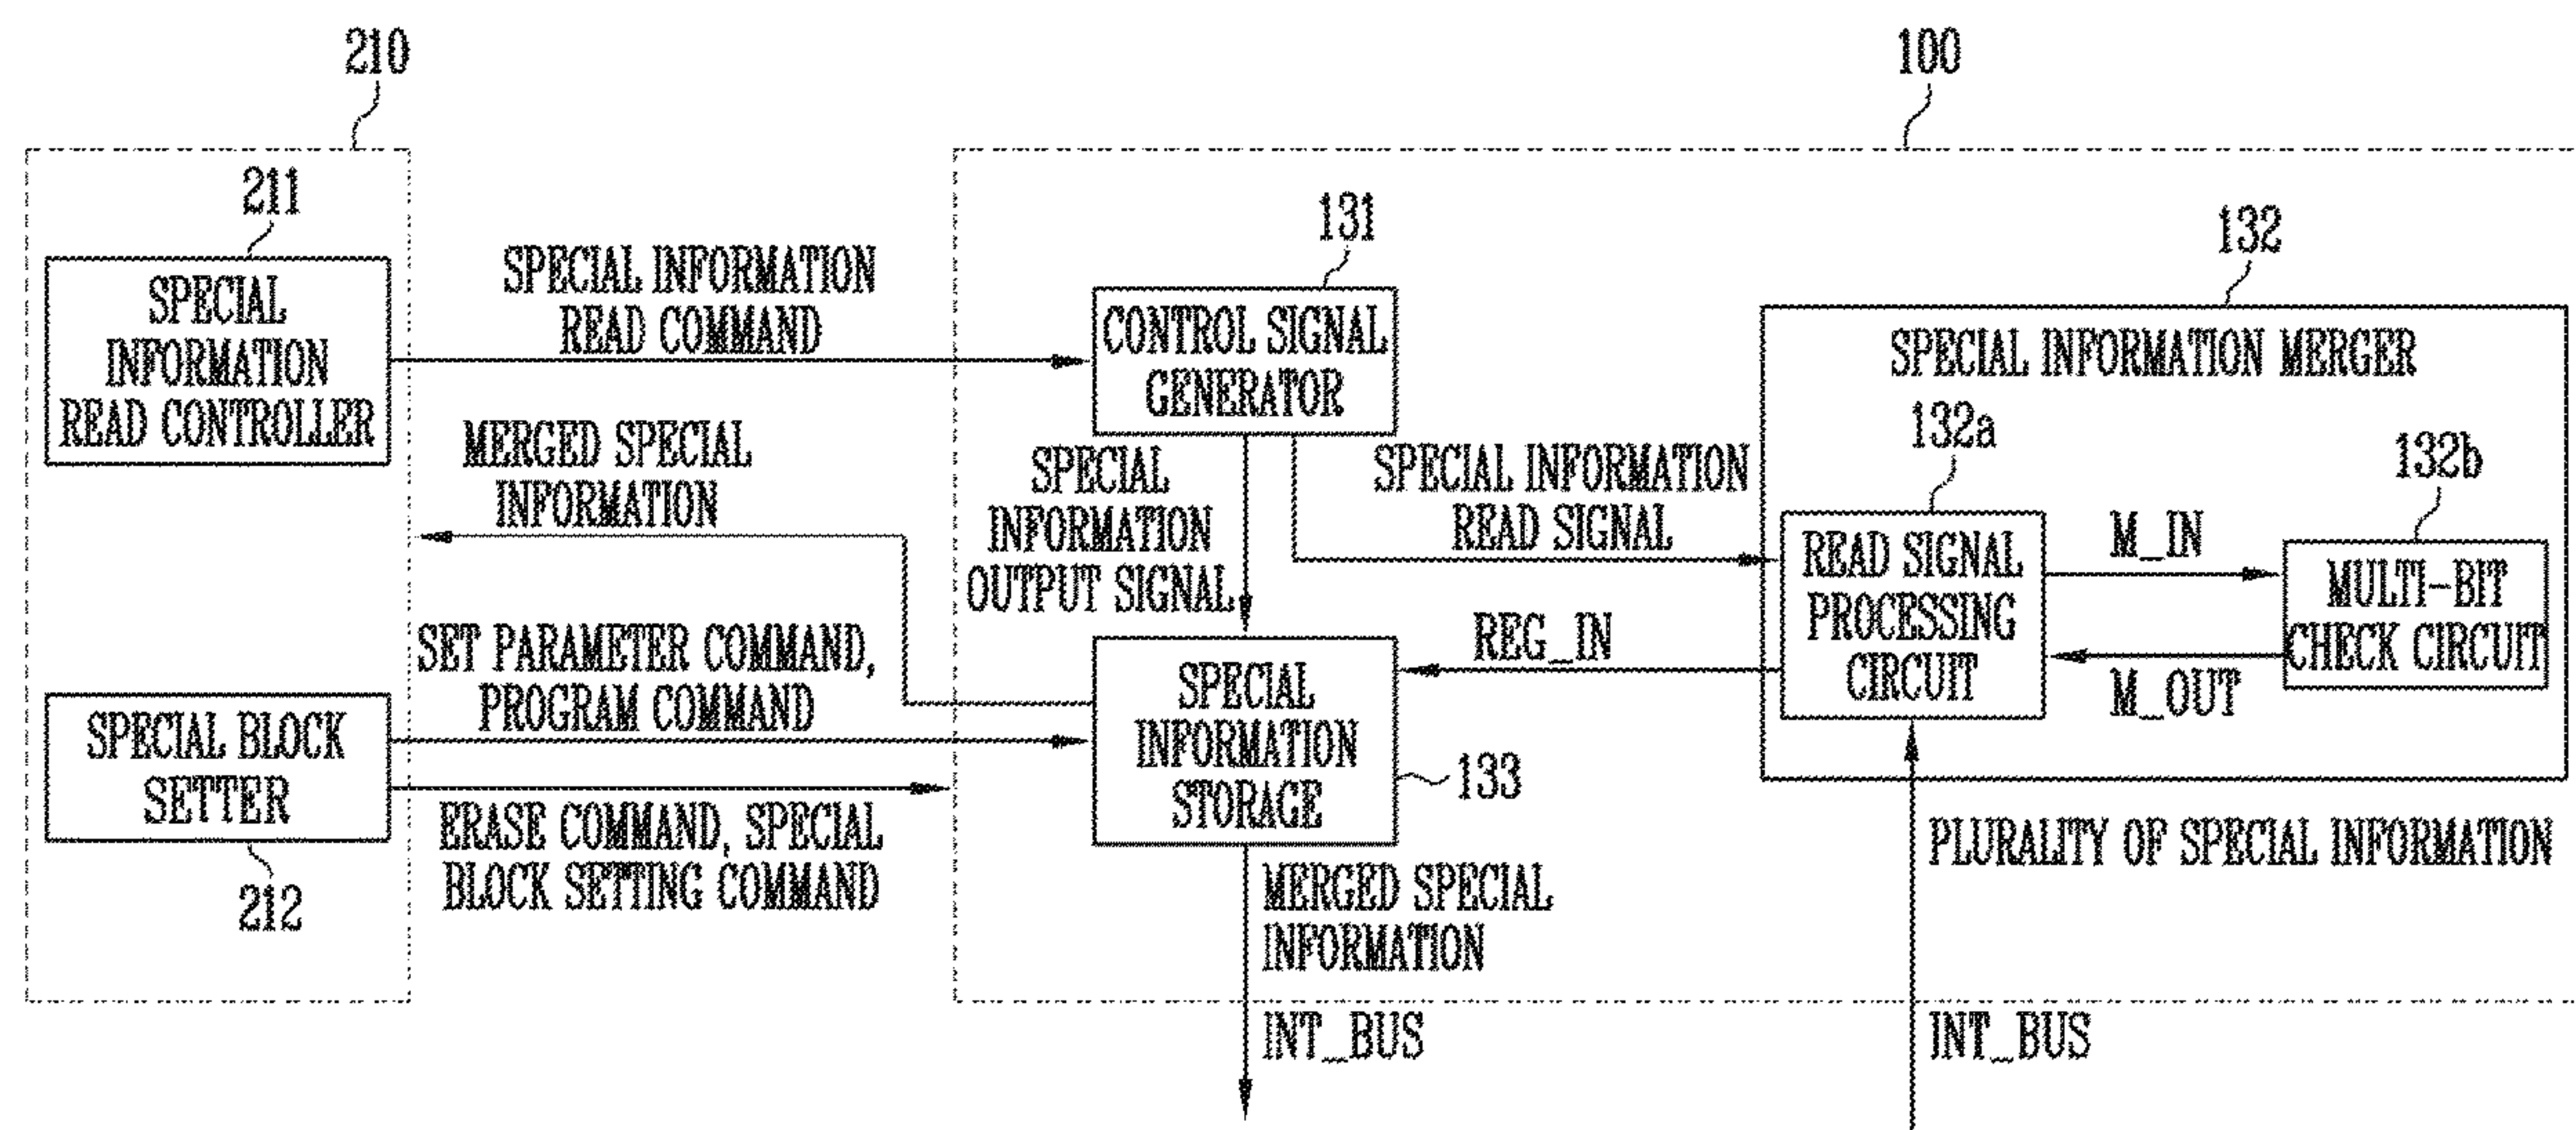 210
100
211
SPECIAL
INFORMATION
READ CONTROLLER
SPECIAL INFORMATION
READ COMMAND
131
CONTROL SIGNAL
GENERATOR
132
SPECIAL INFORMATION MERGER
MERGED SPECIAL
INFORMATION
SPECIAL
INFORMATION
OUTPUT SIGNAL
SPECIAL INFORMATION
READ SIGNAL
132a
READ SIGNAL
PROCESSING
CIRCUIT
M_IN
M_OUT
132b
MULTI-BIT
CHECK CIRCUIT
SET PARAMETER COMMAND,
PROGRAM COMMAND
REG_IN
SPECIAL BLOCK
SETTER
212
ERASE COMMAND, SPECIAL
BLOCK SETTING COMMAND
SPECIAL
INFORMATION
STORAGE
133
MERGED SPECIAL
INFORMATION
PLURALITY OF SPECIAL INFORMATION
INT_BUS
INT_BUS